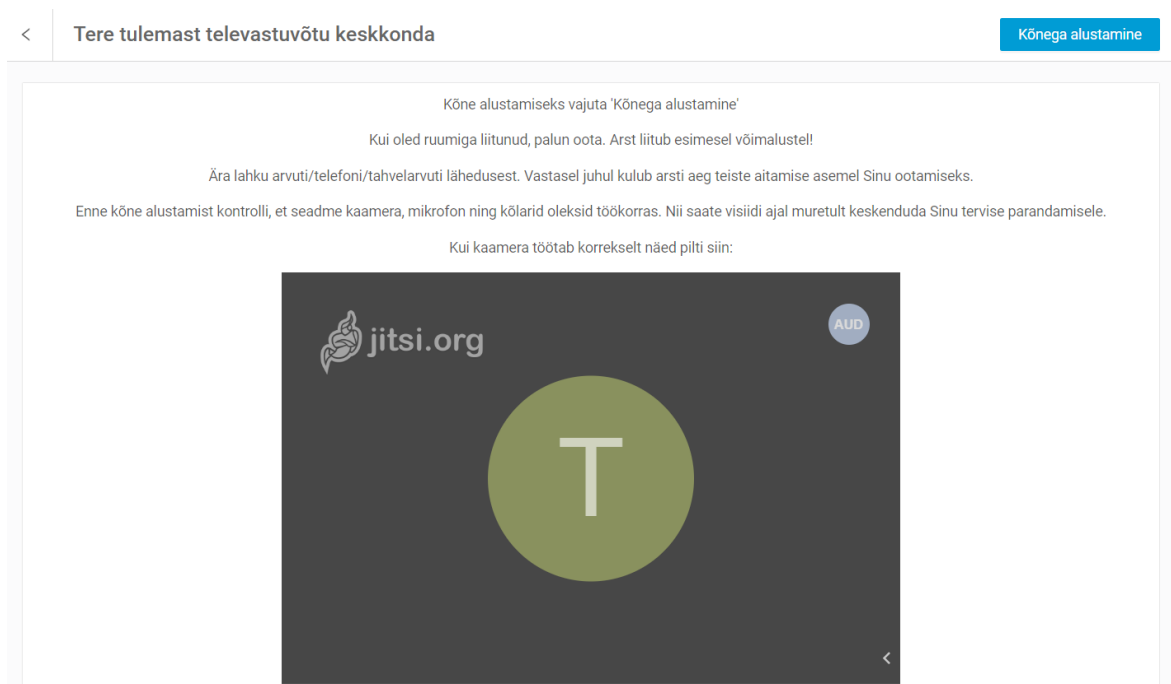 Tere tulemast televastuvõtu keskkonda
Kõnega alustamine
Kõne alustamiseks vajuta 'Kõnega alustamine'
Kui oled ruumiga liitunud, palun oota. Arst liitub esimesel võimalustel!
Ära lahku arvuti/telefoni/tahvelarvuti lähedusest. Vastasel juhul kulub arsti aeg teiste aitamise asemel Sinu ootamiseks.
Enne kõne alustamist kontrolli, et seadme kaamera, mikrofon ning kõlarid oleksid töökorras. Nii saate visiidi ajal muretult keskenduda Sinu tervise parandamisele.
Kui kaamera töötab korrekselt näed pilti siin:
jitsi.org
AUD
T